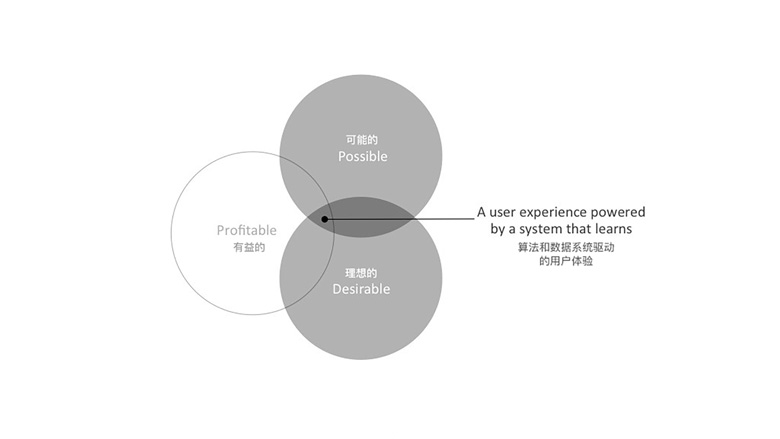 可能的
Possible
Profitable
有益的
A user experience powered
by a system that learns
算法和数据系统驱动
的用户体验
理想的
Desirable